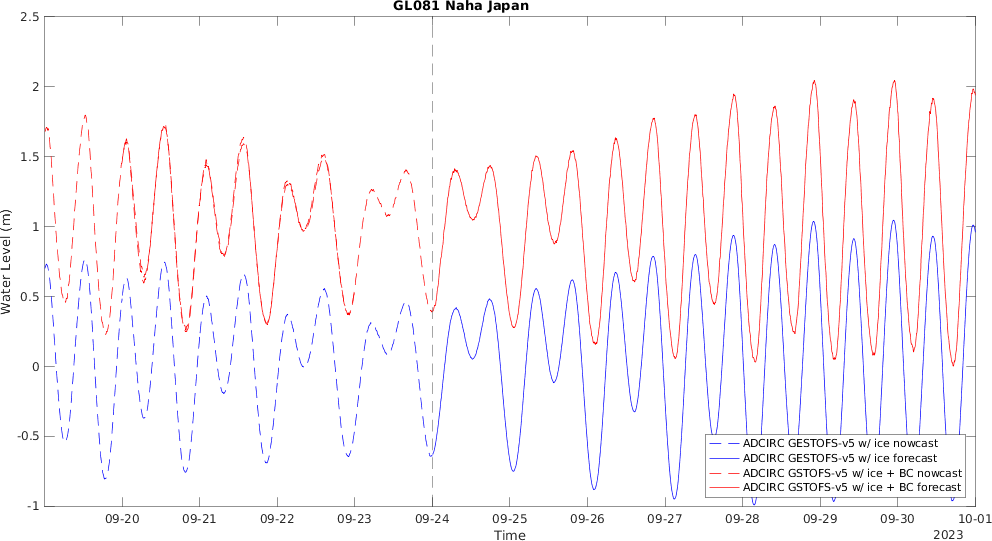 GL081 Naha Japan
2.5
2
1.5
1
0.5
0
-0.5
-1
Water Level (m)
ADCIRC GESTOFS-v5 w/ ice nowcast
ADCIRC GESTOFS-v5 w/ ice forecast
ADCIRC GSTOFS-v5 w/ ice + BC nowcast
ADCIRC GSTOFS-v5 w/ ice + BC forecast
09-20 09-21 09-22 09-23 09-24 09-25 09-26 09-27 09-28 09-29 09-30 10-01
Time
2023